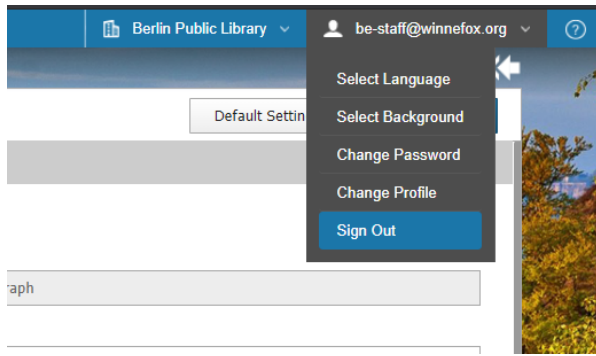 Berlin Public Library
be-staff@winnefox.org
Select Language
Default Settin
Select Background
Change Password
Change Profile
Sign Out
raph